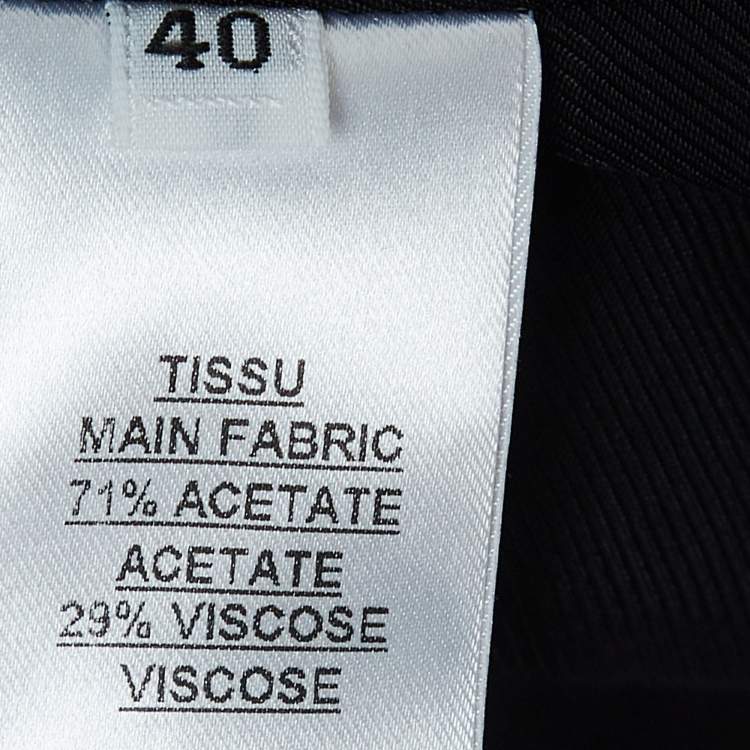 40
TISSU
MAIN FABRIC
71% ACETATE
ACETATE
29% VISCOSE
VISCOSE